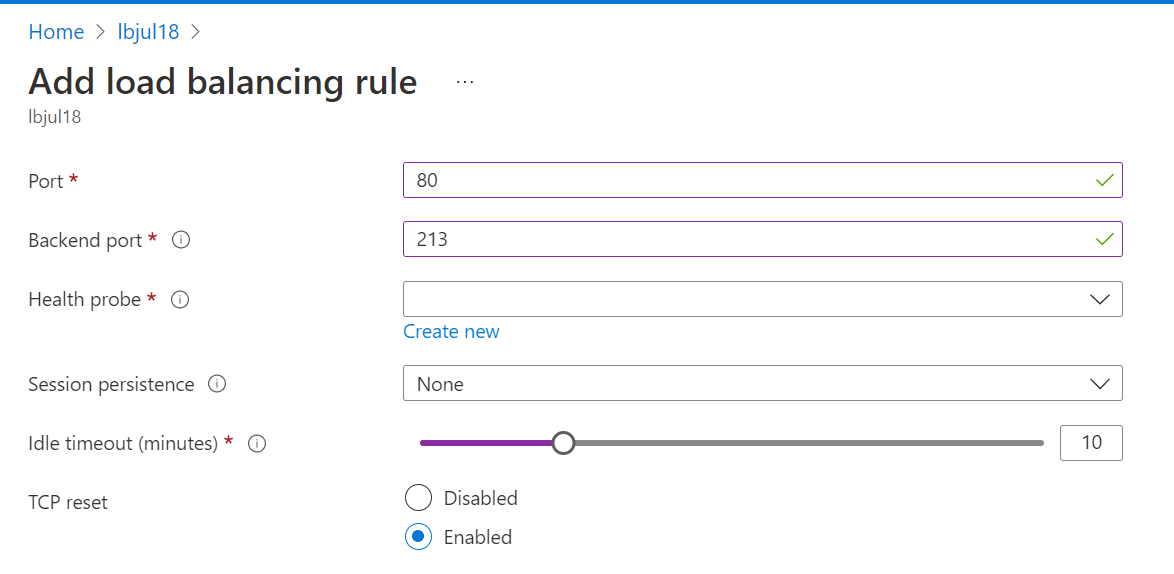 Home > lbjul18 >
Add load balancing rule ...
lbjul18
Port * 80
Backend port * 213
Health probe *
Create new
Session persistence None
Idle timeout (minutes) * 10
TCP reset Disabled
Enabled